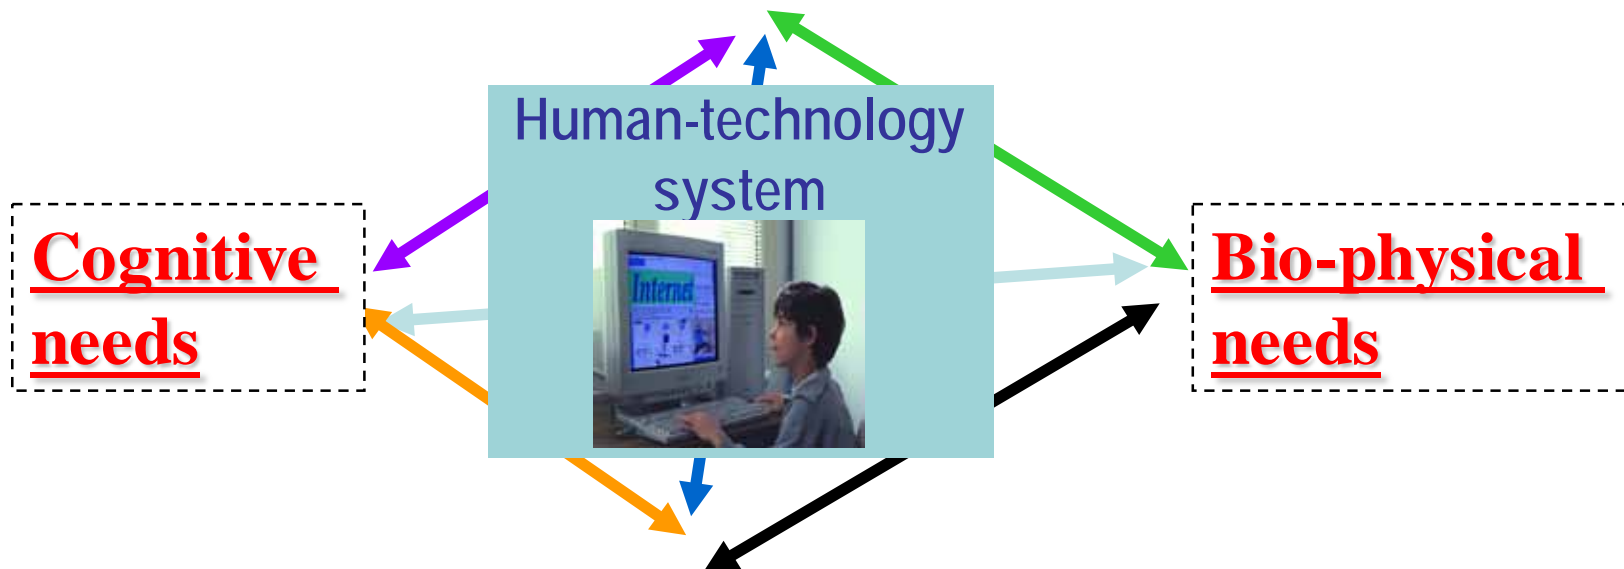 Human-technology
system
Cognitive
needs
Internet
Bio-physical
needs